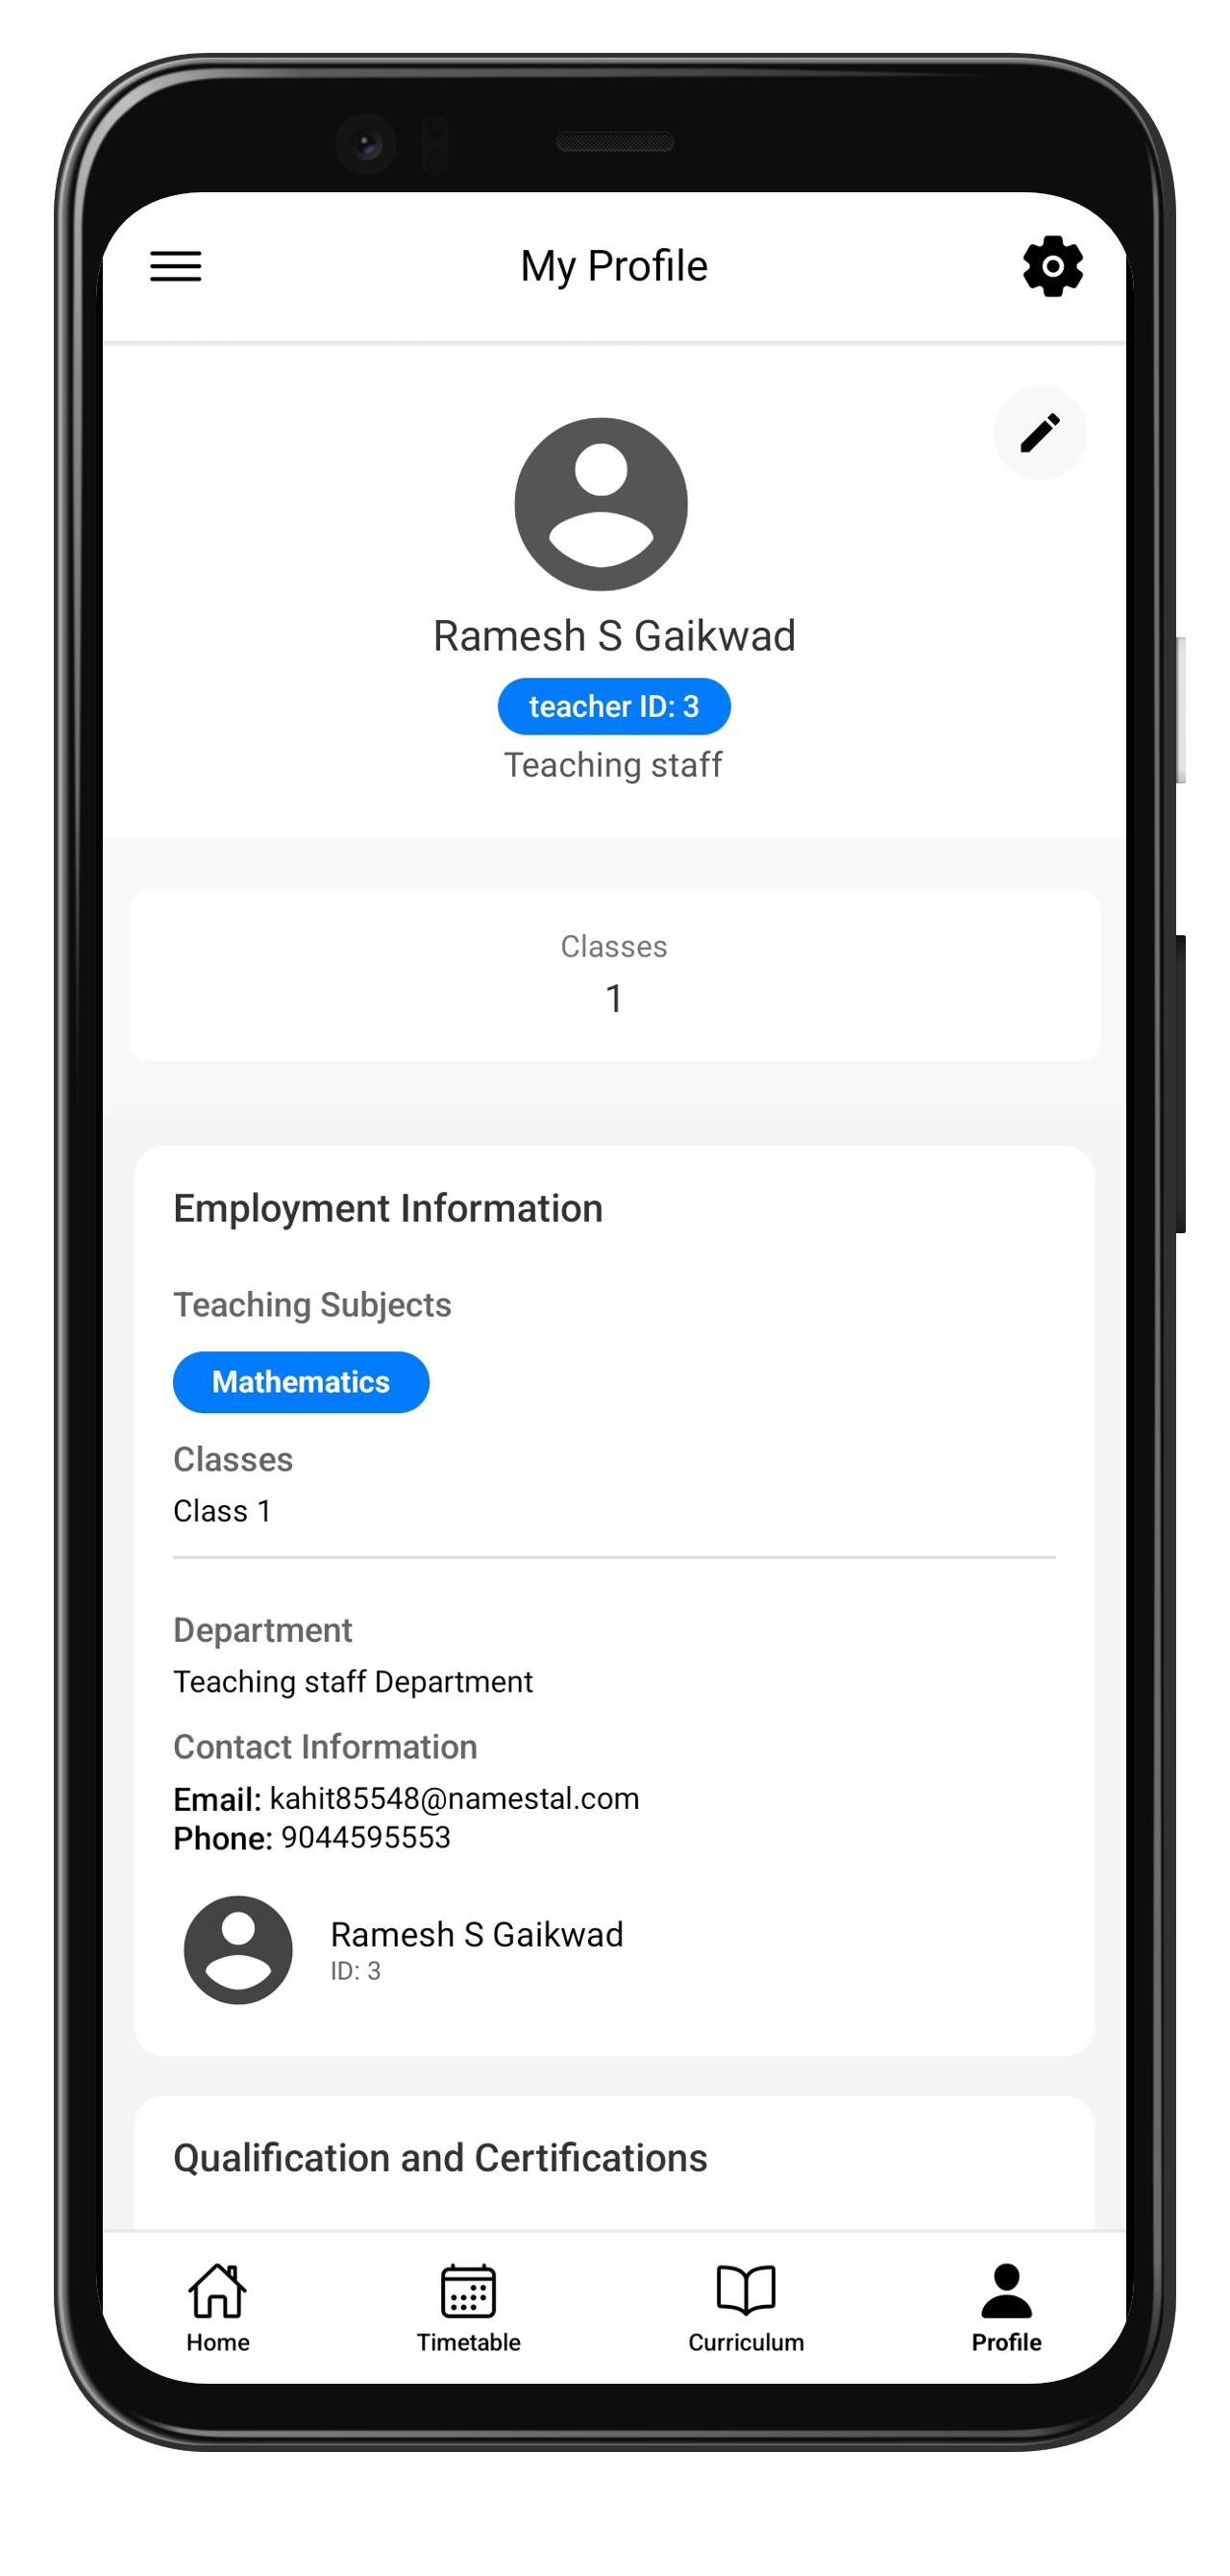 My Profile
Ramesh S Gaikwad
teacher ID: 3
Teaching staff
Classes
1
Employment Information
Teaching Subjects
Mathematics
Classes
Class 1
Department
Teaching staff Department
Contact Information
Email: kahit85548@namestal.com
Phone: 9044595553
Ramesh S Gaikwad
ID: 3
Qualification and Certifications
Home Timetable Curriculum Profile